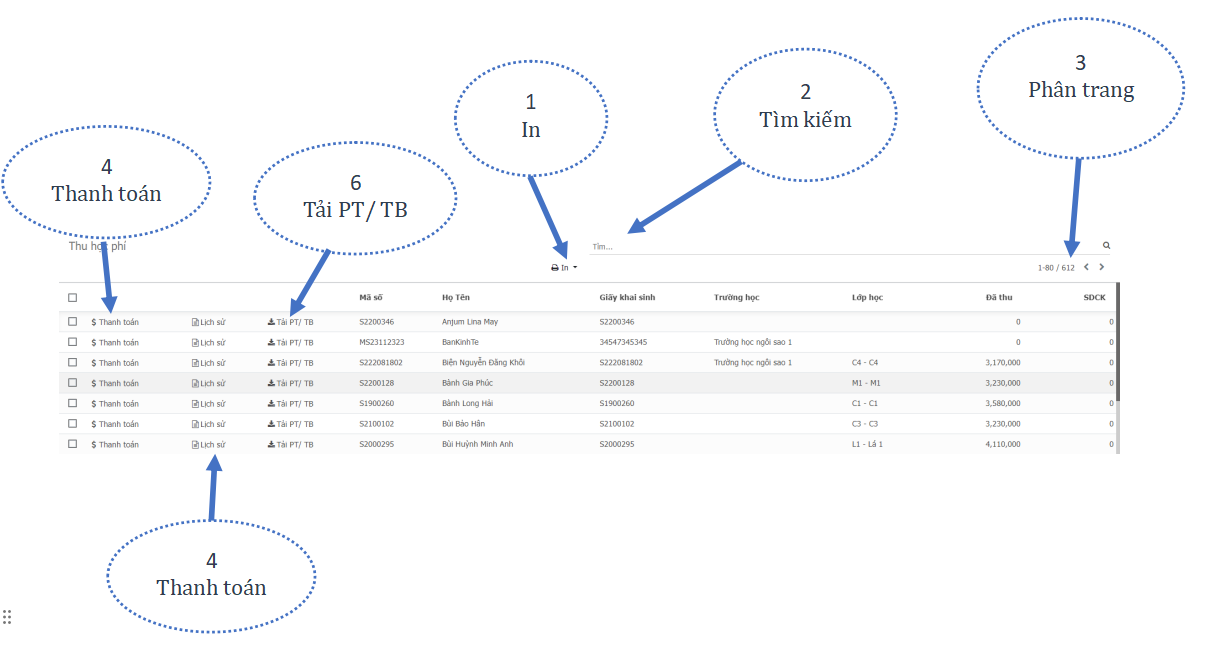 3
Phân trang
2
Tìm kiếm
1
In
4
Thanh toán
6
Tải PT/ TB
Thu học phí
Tìm...
In
1-80 / 612
Mã số Họ Tên Giấy khai sinh Trường học Lớp học Đã thu SDCK
$ Thanh toán Lịch sử Tải PT/ TB S2200346 Anjum Lina May S2200346 0 0
$ Thanh toán Lịch sử Tải PT/ TB MS23112323 BanKinhTe 34547345345 Trường học ngôi sao 1 0 0
$ Thanh toán Lịch sử Tải PT/ TB S222081802 Biện Nguyễn Đăng Khôi S222081802 Trường học ngôi sao 1 C4 - C4 3,170,000 0
$ Thanh toán Lịch sử Tải PT/ TB S2200128 Bành Gia Phúc S2200128 M1 - M1 3,230,000 0
$ Thanh toán Lịch sử Tải PT/ TB S1900260 Bành Long Hải S1900260 C1 - C1 3,580,000 0
$ Thanh toán Lịch sử Tải PT/ TB S2100102 Bùi Bảo Hân S2100102 C3 - C3 3,230,000 0
$ Thanh toán Lịch sử Tải PT/ TB S2000295 Bùi Huỳnh Minh Anh S2000295 L1 - Lá 1 4,110,000 0
4
Thanh toán